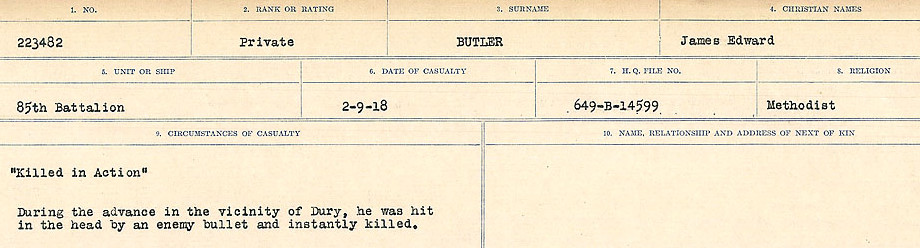 1. NO. 2. RANK OR RATING 3. SURNAME 4. CHRISTIAN NAMES
223482 Private BUTLER James Edward
5. UNIT OR SHIP 6. DATE OF CASUALTY 7. H.Q. FILE NO. 8. RELIGION
85th Battalion 2-9-18 649-B-14599 Methodist
9. CIRCUMSTANCES OF CASUALTY 10. NAME, RELATIONSHIP AND ADDRESS OF NEXT OF KIN
"Killed in Action"
During the advance in the vicinity of Dury, he was hit
in the head by an enemy bullet and instantly killed.